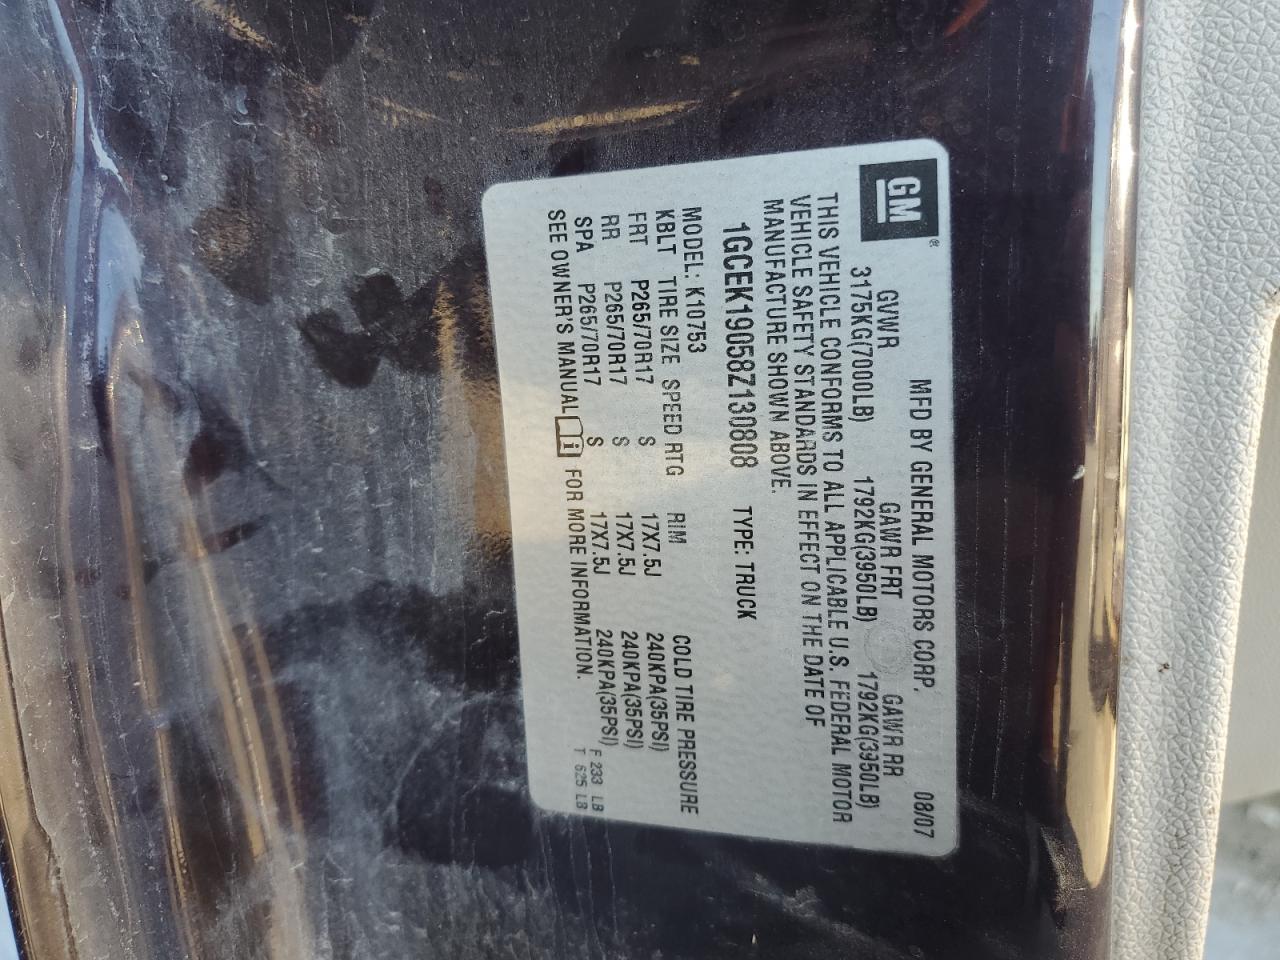 GM®
MFD BY GENERAL MOTORS CORP. 08/07
GVWR GAWR FRT GAWR RR
3175KG(7000LB) 1792KG(3950LB) 1792KG(3950LB)
THIS VEHICLE CONFORMS TO ALL APPLICABLE U.S. FEDERAL MOTOR
VEHICLE SAFETY STANDARDS IN EFFECT ON THE DATE OF
MANUFACTURE SHOWN ABOVE.
1GCEK19058Z130808 TYPE: TRUCK
MODEL: K10753
KBLT TIRE SIZE SPEED RTG RIM COLD TIRE PRESSURE
FRT P265/70R17 S 17X7.5J 240KPA(35PSI)
RR P265/70R17 S 17X7.5J 240KPA(35PSI)
SPA P265/70R17 S 17X7.5J 240KPA(35PSI)
SEE OWNER'S MANUAL i FOR MORE INFORMATION.
F 233 LB
T 625 LB